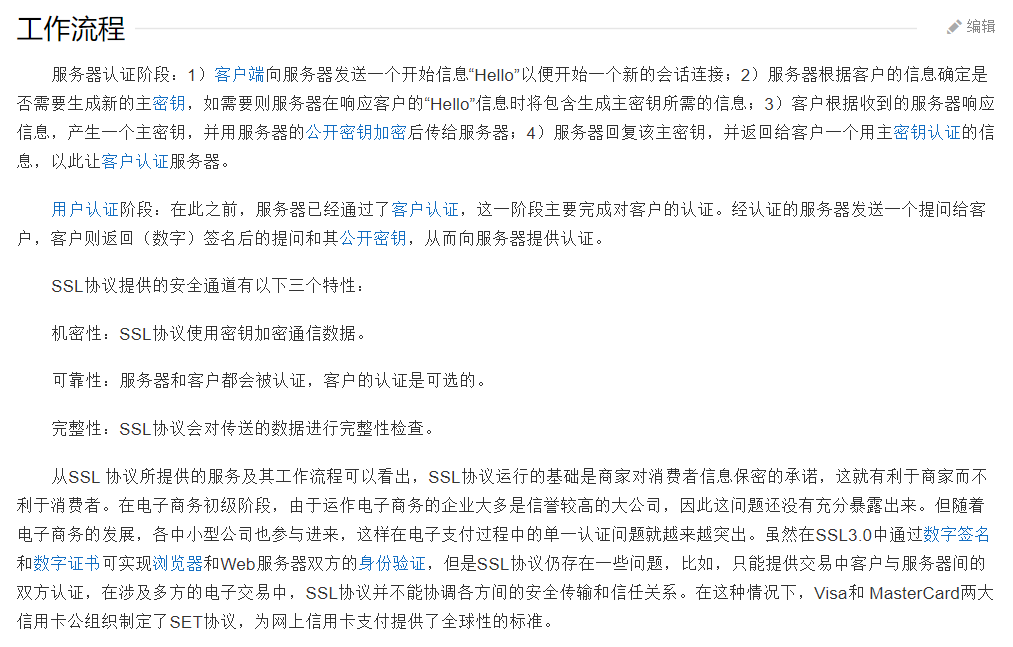 工作流程
编辑
服务器认证阶段：1）客户端向服务器发送一个开始信息“Hello”以便开始一个新的会话连接；2）服务器根据客户的信息确定是
否需要生成新的主密钥，如需要则服务器在响应客户的“Hello”信息时将包含生成主密钥所需的信息；3）客户根据收到的服务器响应
信息，产生一个主密钥，并用服务器的公开密钥加密后传给服务器；4）服务器回复该主密钥，并返回给客户一个用主密钥认证的信
息，以此让客户认证服务器。
用户认证阶段：在此之前，服务器已经通过了客户认证，这一阶段主要完成对客户的认证。经认证的服务器发送一个提问给客
户，客户则返回（数字）签名后的提问和其公开密钥，从而向服务器提供认证。
SSL协议提供的安全通道有以下三个特性：
机密性：SSL协议使用密钥加密通信数据。
可靠性：服务器和客户都会被认证，客户的认证是可选的。
完整性：SSL协议会对传送的数据进行完整性检查。
从SSL 协议所提供的服务及其工作流程可以看出，SSL协议运行的基础是商家对消费者信息保密的承诺，这就有利于商家而不
利于消费者。在电子商务初级阶段，由于运作电子商务的企业大多是信誉较高的大公司，因此这问题还没有充分暴露出来。但随着
电子商务的发展，各中小型公司也参与进来，这样在电子支付过程中的单一认证问题就越来越突出。虽然在SSL3.0中通过数字签名
和数字证书可实现浏览器和Web服务器双方的身份验证，但是SSL协议仍存在一些问题，比如，只能提供交易中客户与服务器间的
双方认证，在涉及多方的电子交易中，SSL协议并不能协调各方间的安全传输和信任关系。在这种情况下，Visa和 MasterCard两大
信用卡公组织制定了SET协议，为网上信用卡支付提供了全球性的标准。